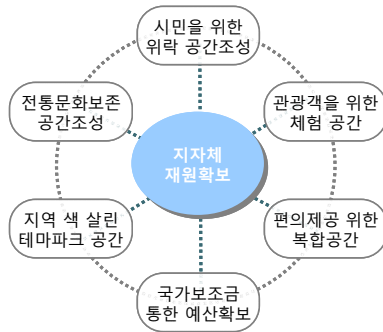 시민을 위한
위락 공간조성
전통문화보존
공간조성
관광객을 위한
체험 공간
지자체
재원확보
지역 색 살린
테마파크 공간
편의제공 위한
복합공간
국가보조금
통한 예산확보